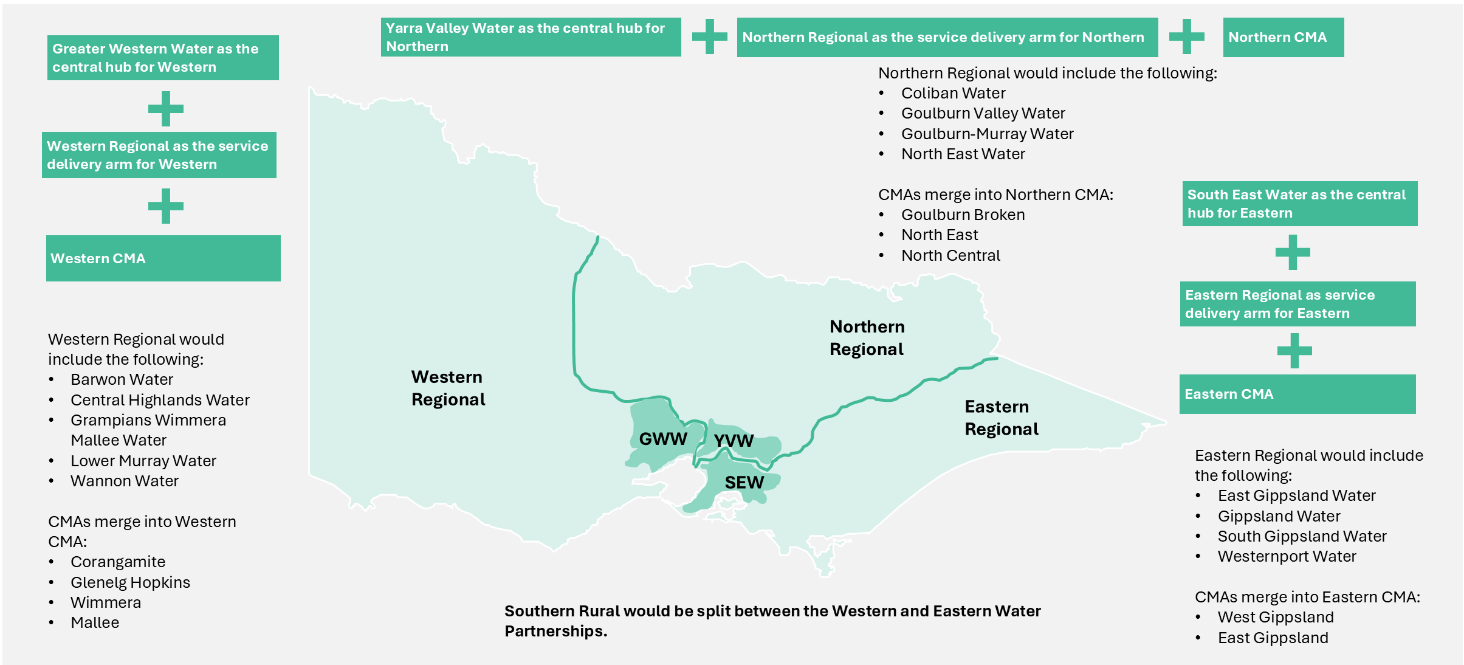 Greater Western Water as the
central hub for Western
Western Regional as the service
delivery arm for Western
Western CMA
Western Regional would
include the following:
• Barwon Water
• Central Highlands Water
• Grampians Wimmera
Mallee Water
• Lower Murray Water
• Wannon Water
CMAs merge into Western
CMA:
• Corangamite
• Glenelg Hopkins
• Wimmera
• Mallee
Yarra Valley Water as the central hub for
Northern
Northern Regional as the service delivery arm for Northern
Northern CMA
Northern Regional would include the following:
• Coliban Water
• Goulburn Valley Water
• Goulburn-Murray Water
• North East Water
CMAs merge into Northern CMA:
• Goulburn Broken
• North East
• North Central
Western
Regional
Northern
Regional
Eastern
Regional
GWW
YVW
SEW
Southern Rural would be split between the Western and Eastern Water
Partnerships.
South East Water as the central
hub for Eastern
Eastern Regional as service
delivery arm for Eastern
Eastern CMA
Eastern Regional would include
the following:
• East Gippsland Water
• Gippsland Water
• South Gippsland Water
• Westernport Water
CMAs merge into Eastern CMA:
• West Gippsland
• East Gippsland